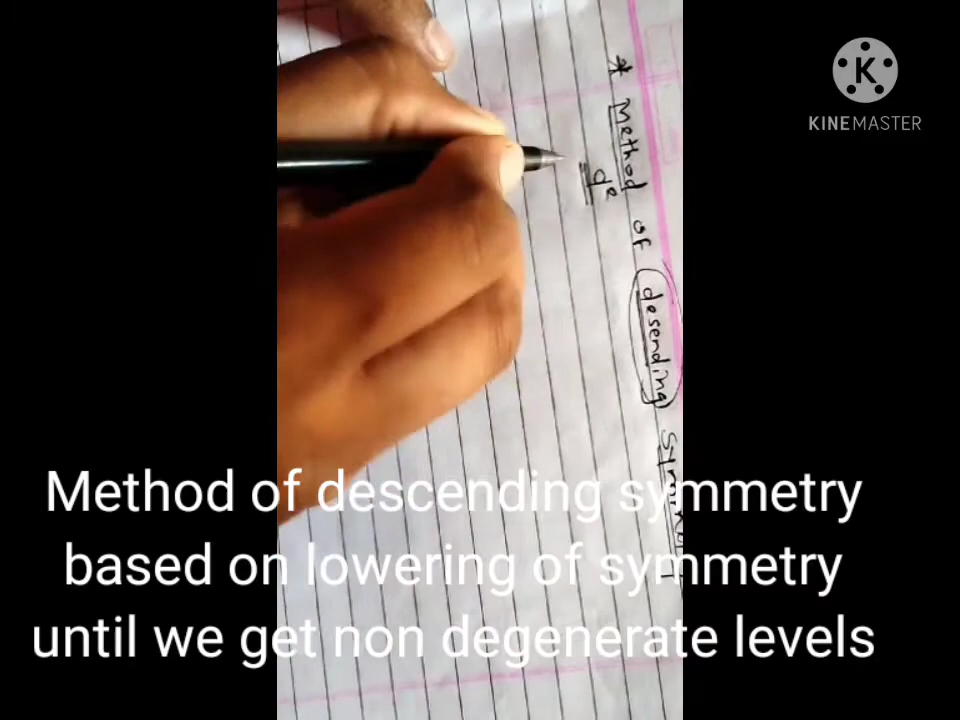 * Method of desending
de
KINEMASTER
Method of descending symmetry
based on lowering of symmetry
until we get non degenerate levels